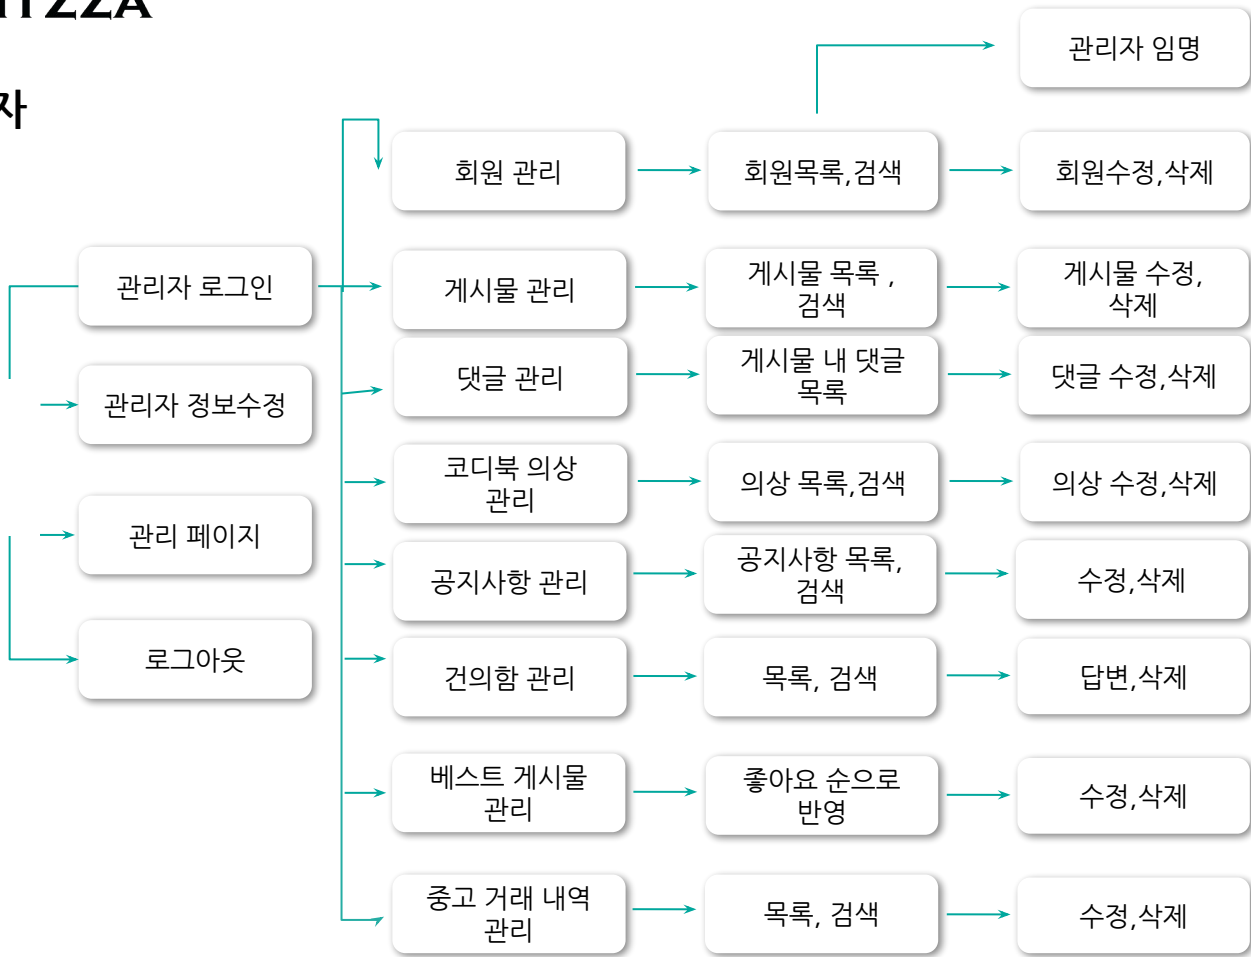 ITZZA
자
관리자 임명
회원 관리
회원목록,검색
회원수정,삭제
관리자 로그인
게시물 관리
게시물 목록 ,
검색
게시물 수정,
삭제
관리자 정보수정
댓글 관리
게시물 내 댓글
목록
댓글 수정,삭제
코디북 의상
관리
의상 목록,검색
의상 수정,삭제
관리 페이지
공지사항 관리
공지사항 목록,
검색
수정,삭제
로그아웃
건의함 관리
목록, 검색
답변,삭제
베스트 게시물
관리
좋아요 순으로
반영
수정,삭제
중고 거래 내역
관리
목록, 검색
수정,삭제